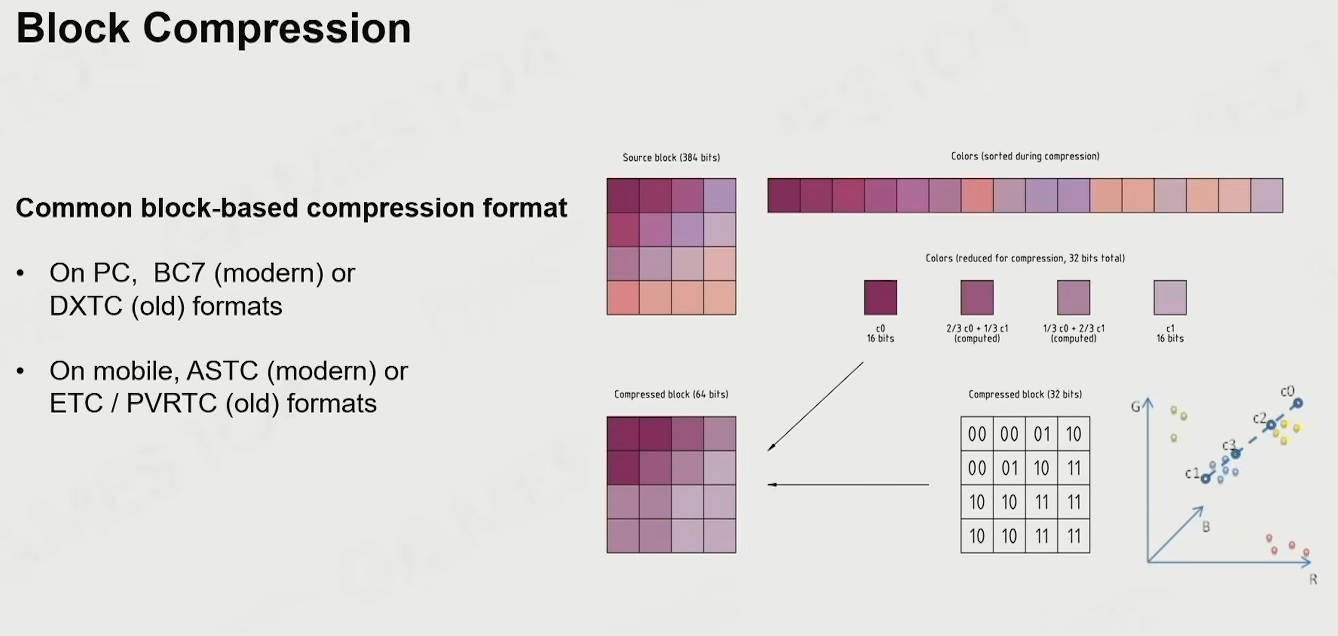 Block Compression
Common block-based compression format
• On PC, BC7 (modern) or
DXTC (old) formats
• On mobile, ASTC (modern) or
ETC / PVRTC (old) formats
Source block (384 bits)
Colors (sorted during compression)
Colors (reduced for compression, 32 bits total)
c0
16 bits
2/3 c0 + 1/3 c1
(computed)
1/3 c0 + 2/3 c1
(computed)
c1
16 bits
Compressed block (64 bits)
Compressed block (32 bits)
00 00 01 10
00 01 10 11
10 10 11 11
10 10 11 11
G
c0
c2
c3
c1
B
R
GAMES 104